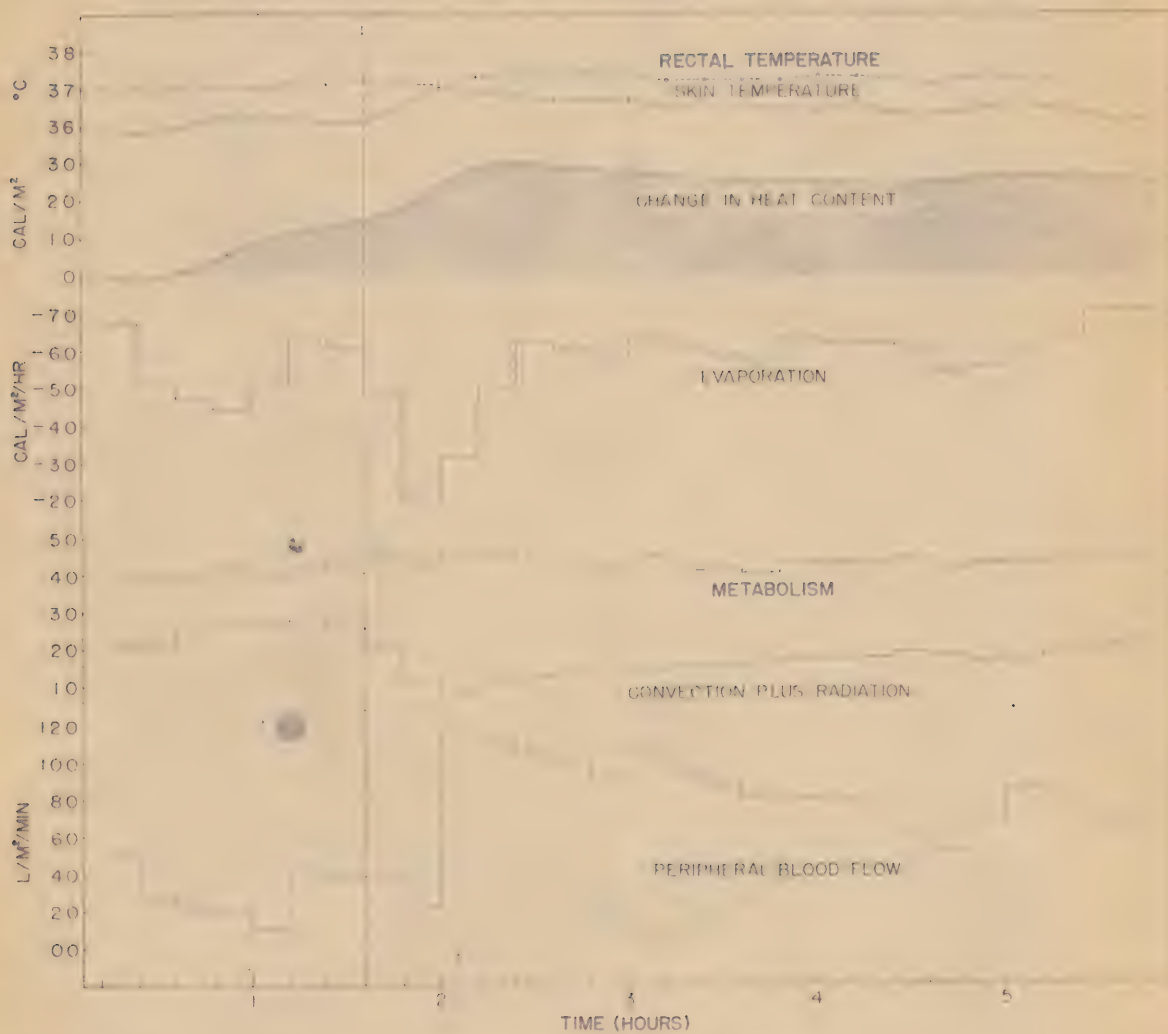 °C
38
37
36
RECTAL TEMPERATURE
SKIN TEMPERATURE
CAL/M²
30
20
10
0
CHANGE IN HEAT CONTENT
CAL/M²/HR
-70
-60
-50
-40
-30
-20
EVAPORATION
50
40
30
20
10
METABOLISM
CONVECTION PLUS RADIATION
L/M²/MIN
120
100
80
60
40
20
00
PERIPHERAL BLOOD FLOW
1 2 3 4 5
TIME (HOURS)